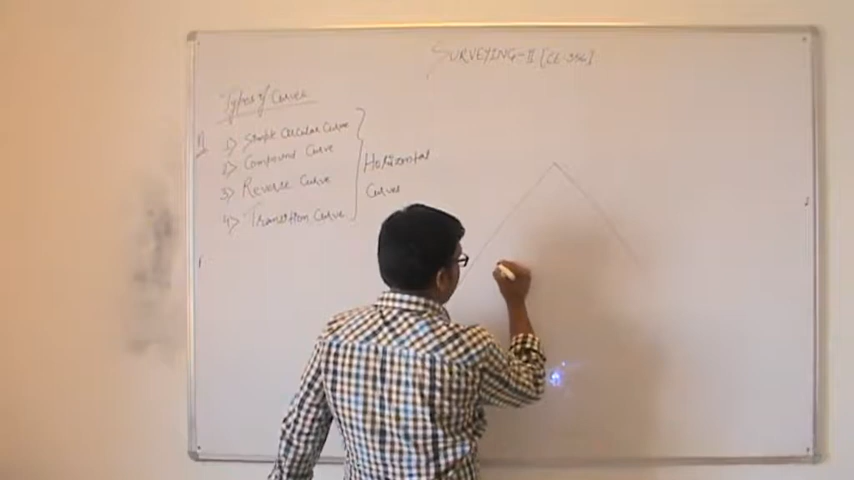 SURVEYING-II [CE-356]
Types of Curves
1) Simple Circular Curve
2) Compound Curve
3) Reverse Curve
4) Transition Curve
Horizontal
Curves